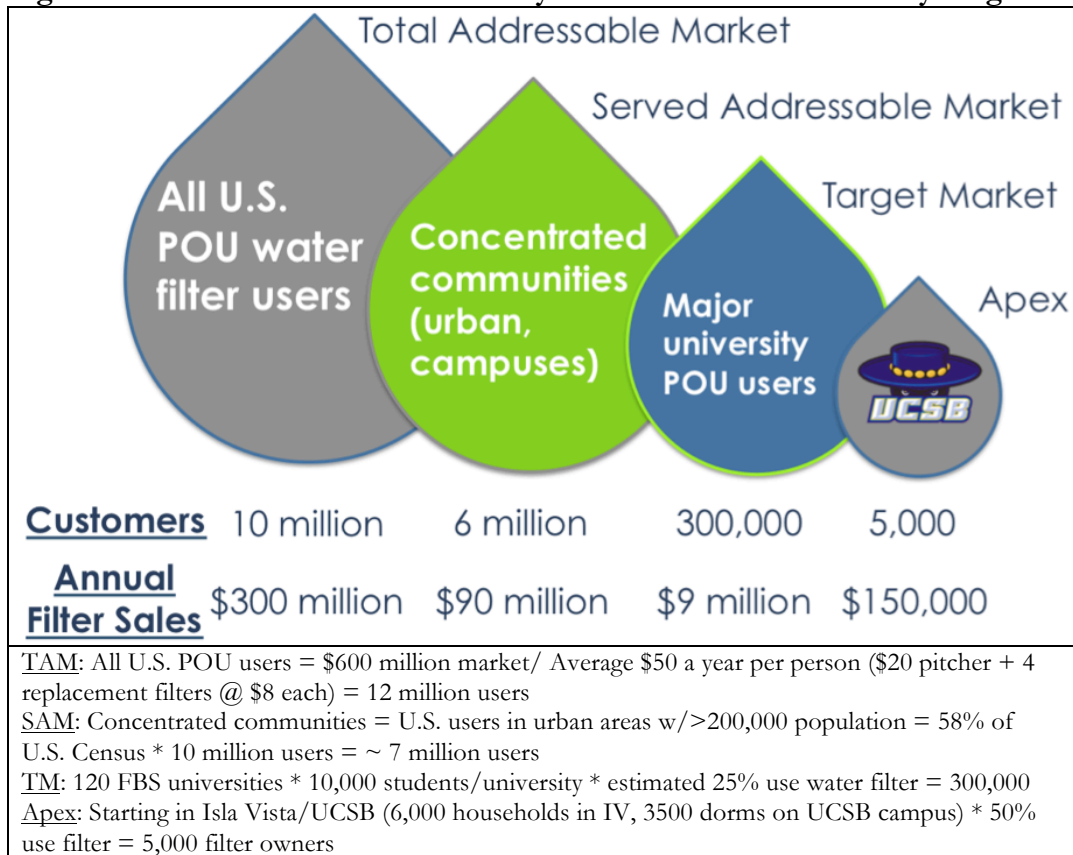 Total Addressable Market
Served Addressable Market
Target Market
Apex
All U.S.
POU water
filter users
Concentrated
communities
(urban,
campuses)
Major
university
POU users
UCSB
Customers 10 million 6 million 300,000 5,000
Annual
Filter Sales $300 million $90 million $9 million $150,000
TAM: All U.S. POU users = $600 million market/ Average $50 a year per person ($20 pitcher + 4
replacement filters @ $8 each) = 12 million users
SAM: Concentrated communities = U.S. users in urban areas w/>200,000 population = 58% of
U.S. Census * 10 million users = ~ 7 million users
TM: 120 FBS universities * 10,000 students/university * estimated 25% use water filter = 300,000
Apex: Starting in Isla Vista/UCSB (6,000 households in IV, 3500 dorms on UCSB campus) * 50%
use filter = 5,000 filter owners